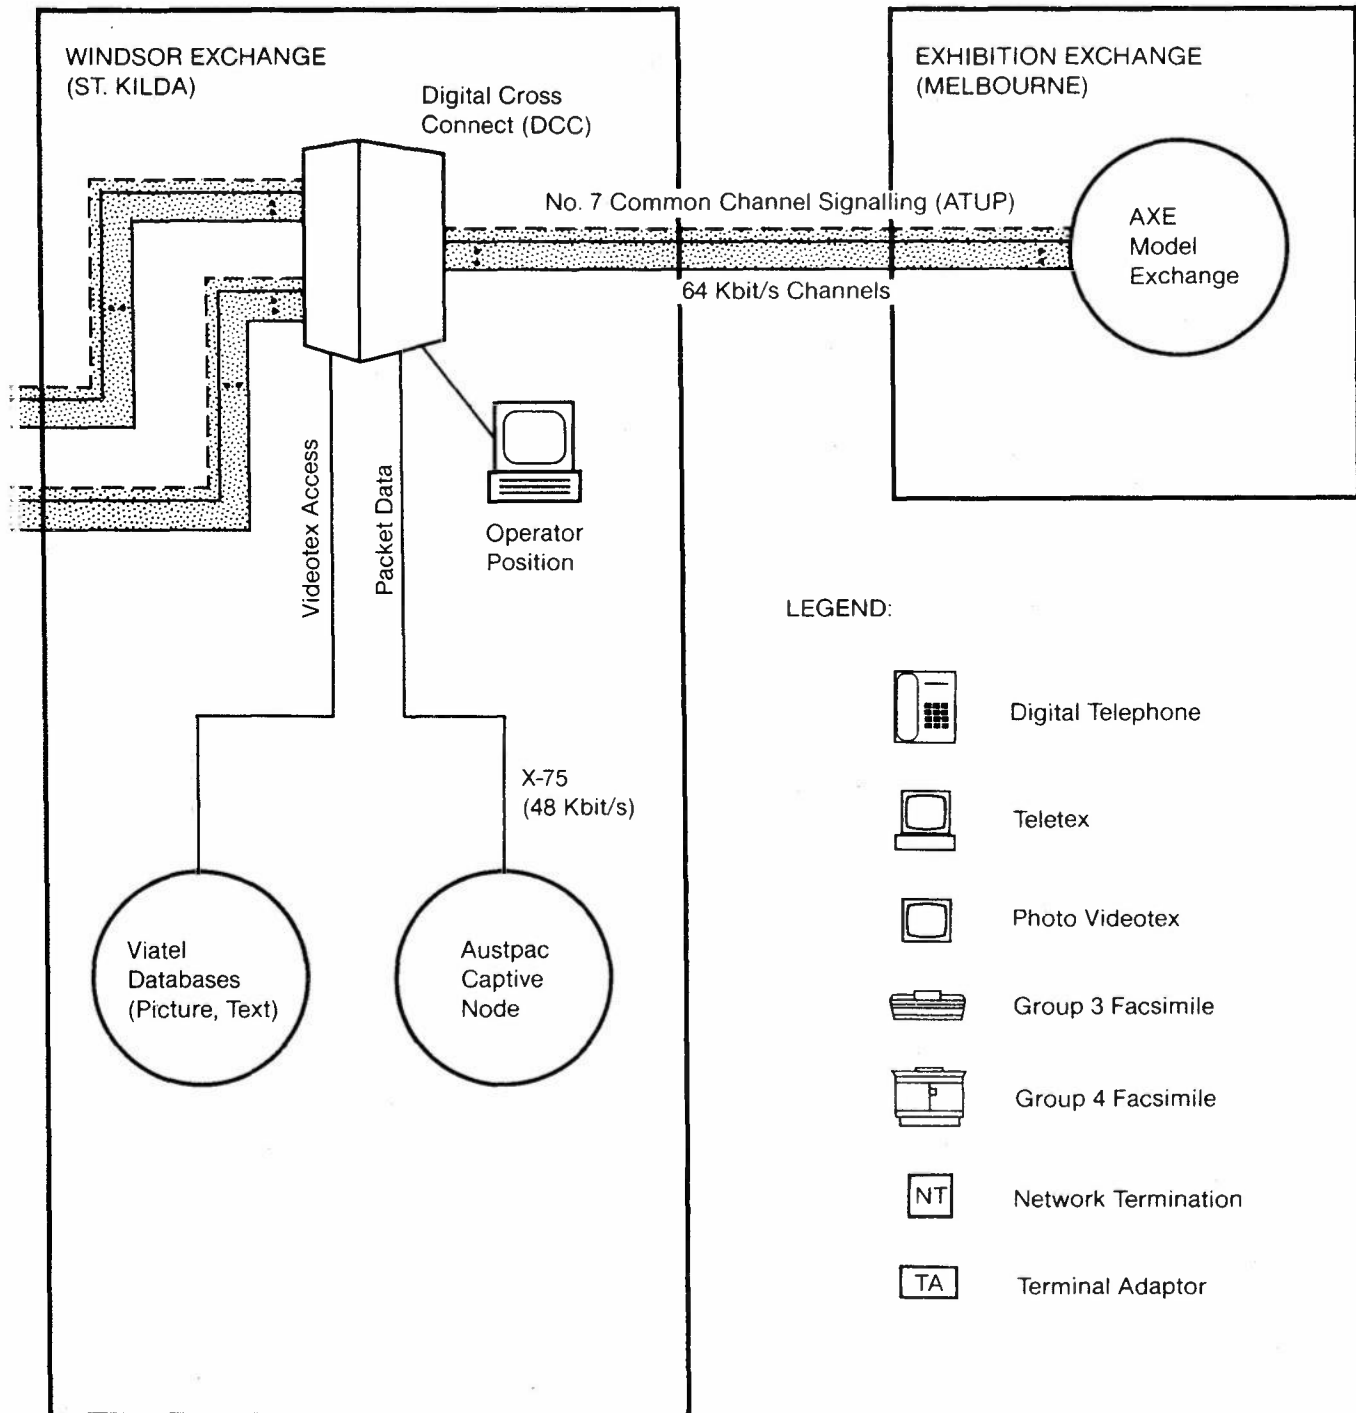 WINDSOR EXCHANGE
(ST. KILDA)
Digital Cross
Connect (DCC)
EXHIBITION EXCHANGE
(MELBOURNE)
No. 7 Common Channel Signalling (ATUP)
64 Kbit/s Channels
AXE
Model
Exchange
Videotex Access
Packet Data
Operator
Position
X-75
(48 Kbit/s)
Viatel
Databases
(Picture, Text)
Austpac
Captive
Node
LEGEND:
Digital Telephone
Teletex
Photo Videotex
Group 3 Facsimile
Group 4 Facsimile
NT
Network Termination
TA
Terminal Adaptor